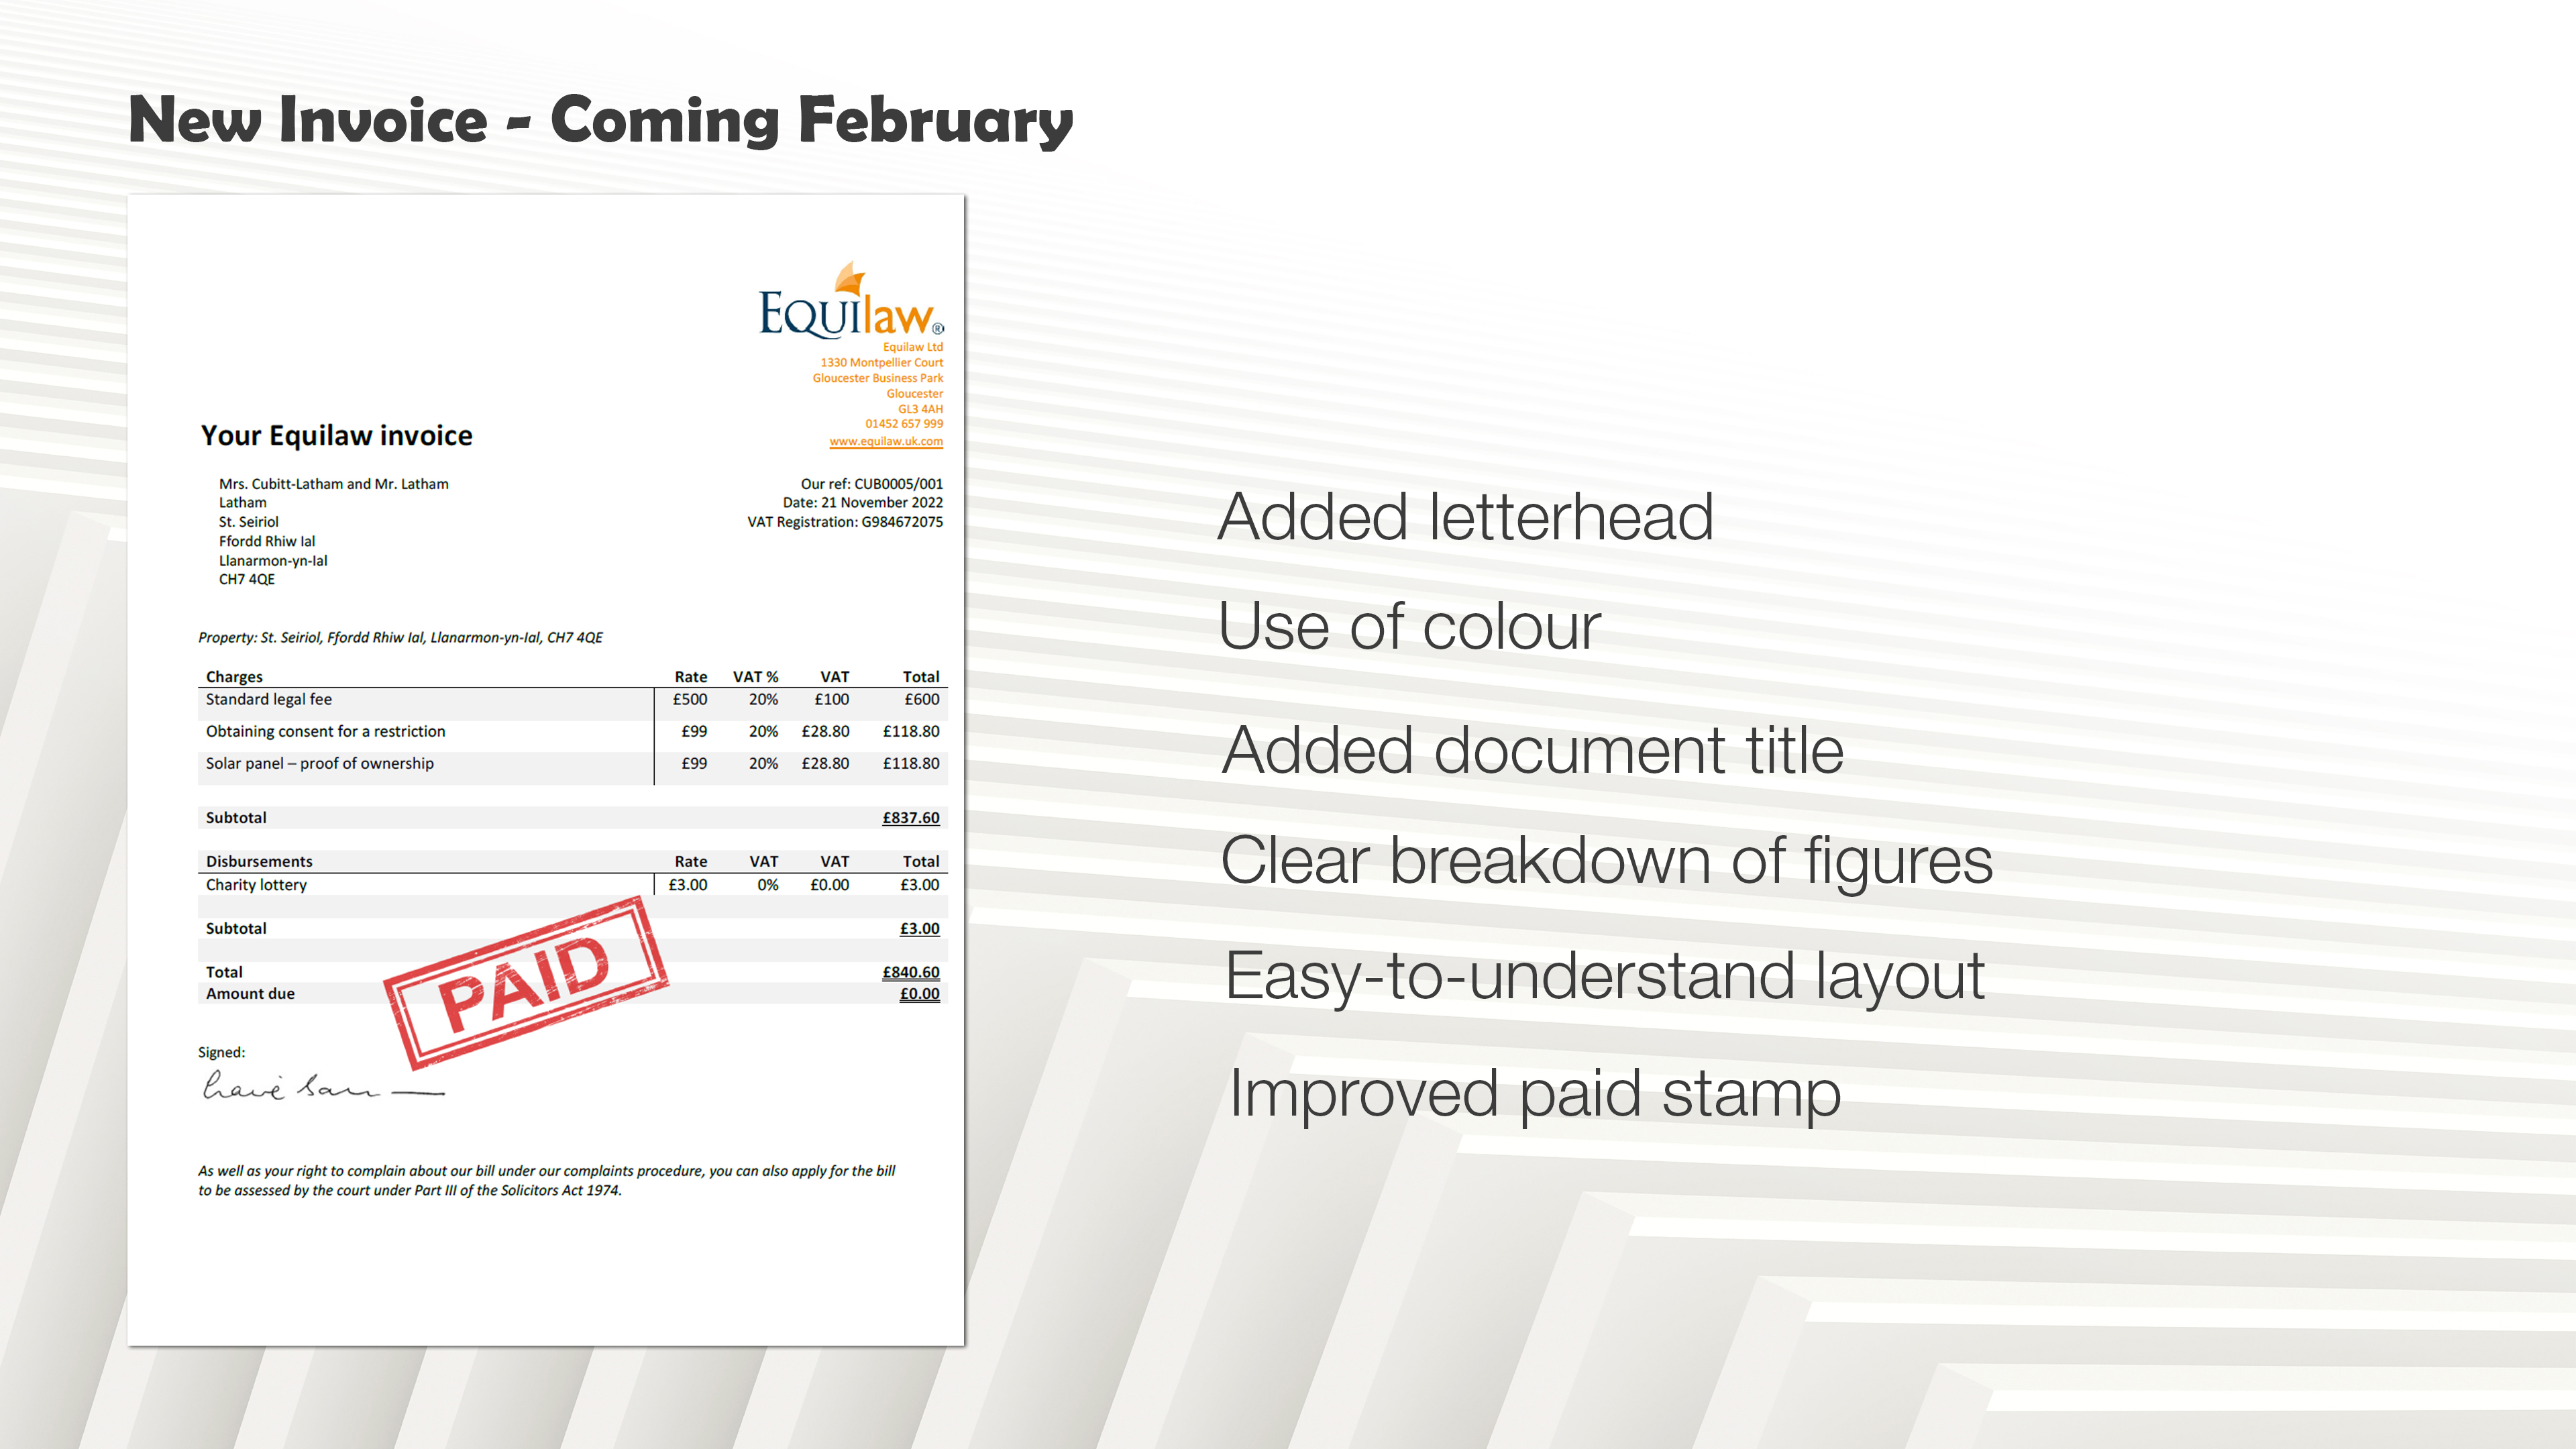 New Invoice - Coming February
EQUIlaw®
Equilaw Ltd
1330 Montpellier Court
Gloucester Business Park
Gloucester
GL3 4AH
01452 657 999
www.equilaw.uk.com
Your Equilaw invoice
Mrs. Cubitt-Latham and Mr. Latham
Latham
St. Seiriol
Ffordd Rhiw Ial
Llanarmon-yn-Ial
CH7 4QE
Our ref: CUB0005/001
Date: 21 November 2022
VAT Registration: G984672075
Property: St. Seiriol, Ffordd Rhiw Ial, Llanarmon-yn-Ial, CH7 4QE
Charges Rate VAT % VAT Total
Standard legal fee £500 20% £100 £600
Obtaining consent for a restriction £99 20% £28.80 £118.80
Solar panel – proof of ownership £99 20% £28.80 £118.80
Subtotal £837.60
Disbursements Rate VAT VAT Total
Charity lottery £3.00 0% £0.00 £3.00
Subtotal £3.00
Total £840.60
Amount due £0.00
PAID
Signed:
As well as your right to complain about our bill under our complaints procedure, you can also apply for the bill
to be assessed by the court under Part III of the Solicitors Act 1974.
Added letterhead
Use of colour
Added document title
Clear breakdown of figures
Easy-to-understand layout
Improved paid stamp